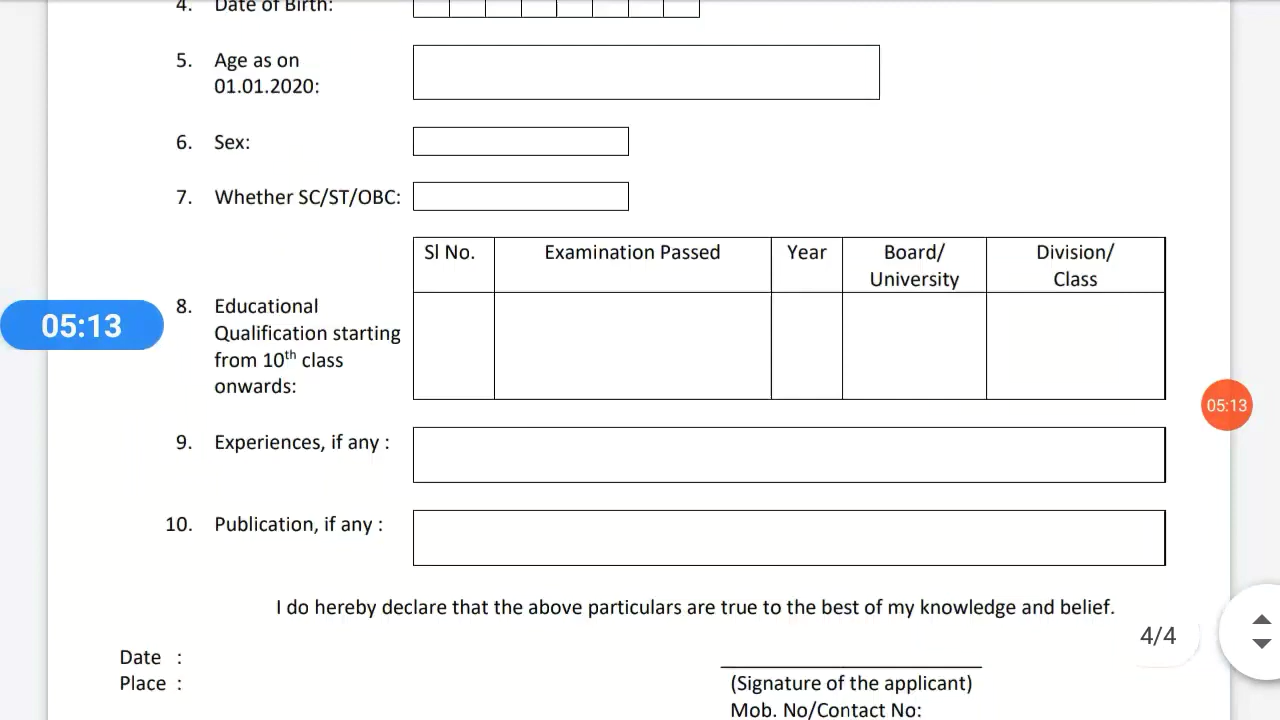 4. Date of Birth:
5. Age as on
01.01.2020:
6. Sex:
7. Whether SC/ST/OBC:
Sl No. Examination Passed Year Board/ Division/
University Class
8. Educational
Qualification starting
from 10th class
onwards:
05:13
05:13
9. Experiences, if any :
10. Publication, if any :
I do hereby declare that the above particulars are true to the best of my knowledge and belief.
4/4
Date :
Place :
(Signature of the applicant)
Mob. No/Contact No: